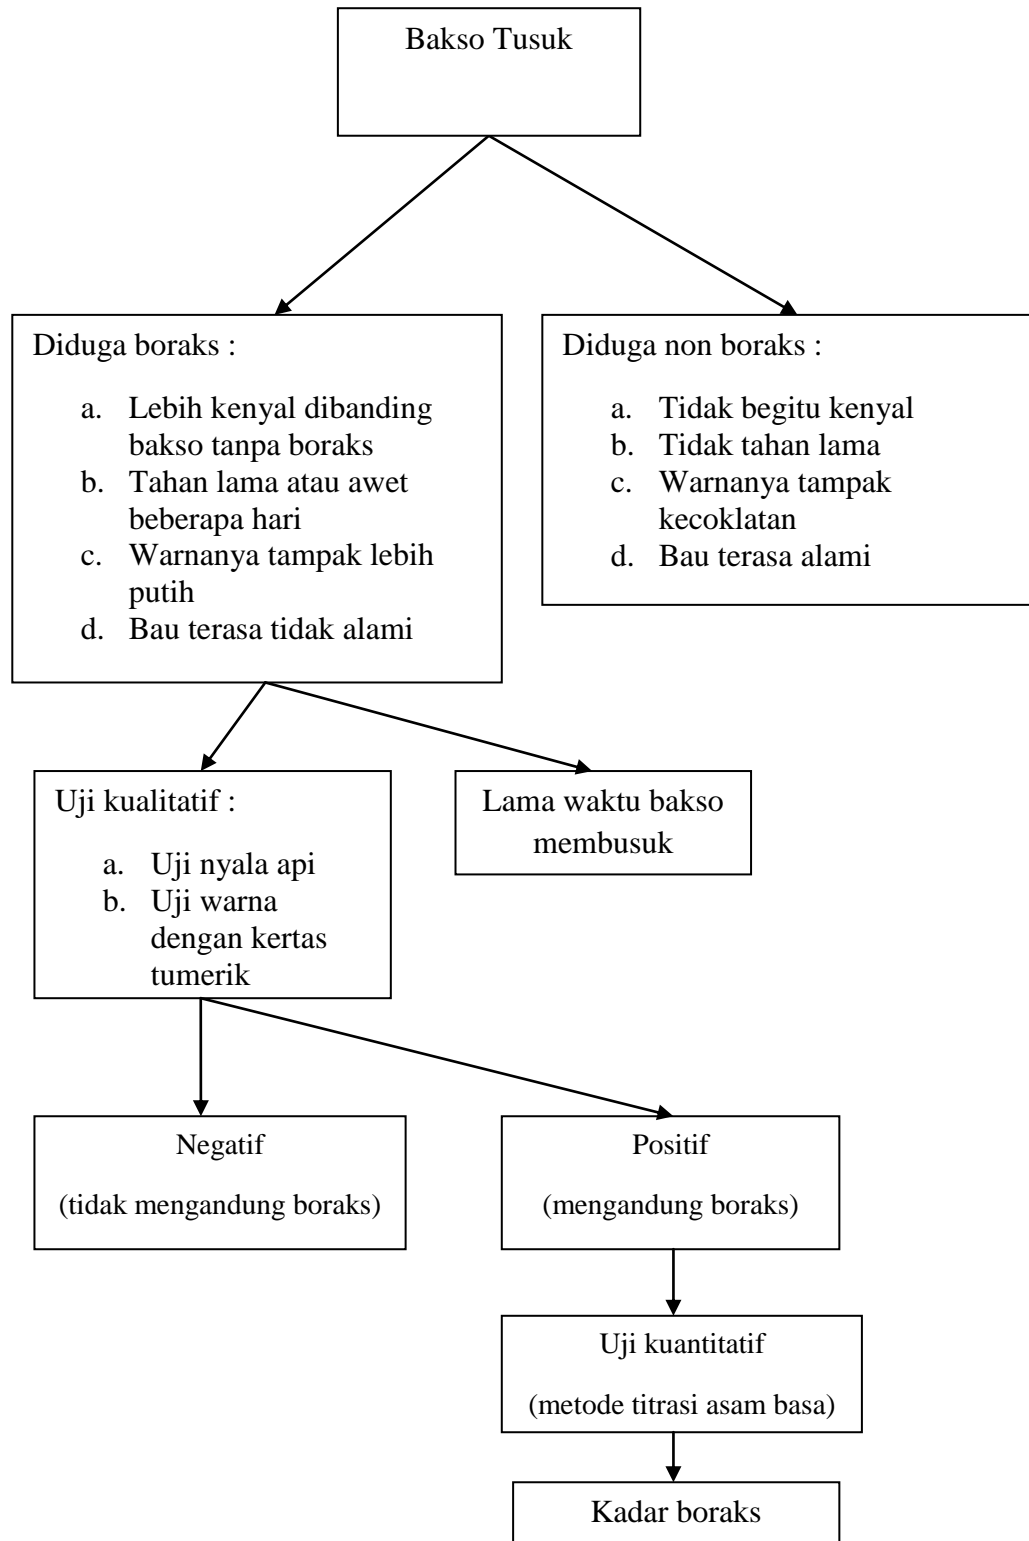 Bakso Tusuk
Diduga boraks :
a. Lebih kenyal dibanding
bakso tanpa boraks
b. Tahan lama atau awet
beberapa hari
c. Warnanya tampak lebih
putih
d. Bau terasa tidak alami
Diduga non boraks :
a. Tidak begitu kenyal
b. Tidak tahan lama
c. Warnanya tampak
kecoklatan
d. Bau terasa alami
Uji kualitatif :
a. Uji nyala api
b. Uji warna
dengan kertas
tumerik
Lama waktu bakso
membusuk
Negatif
(tidak mengandung boraks)
Positif
(mengandung boraks)
Uji kuantitatif
(metode titrasi asam basa)
Kadar boraks